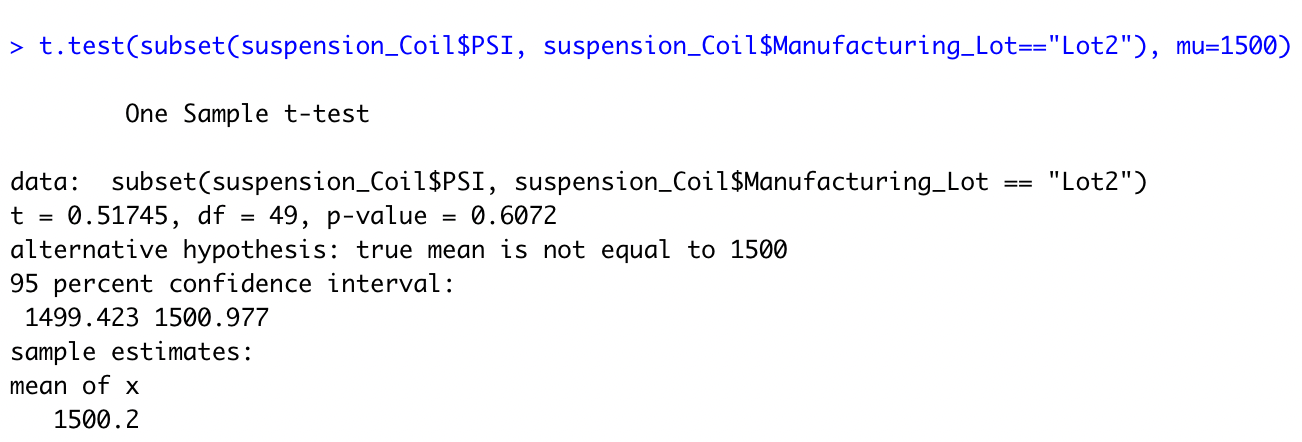 > t.test(subset(suspension_Coil$PSI, suspension_Coil$Manufacturing_Lot=="Lot2"), mu=1500)
One Sample t-test
data:  subset(suspension_Coil$PSI, suspension_Coil$Manufacturing_Lot == "Lot2")
t = 0.51745, df = 49, p-value = 0.6072
alternative hypothesis: true mean is not equal to 1500
95 percent confidence interval:
1499.423 1500.977
sample estimates:
mean of x
1500.2